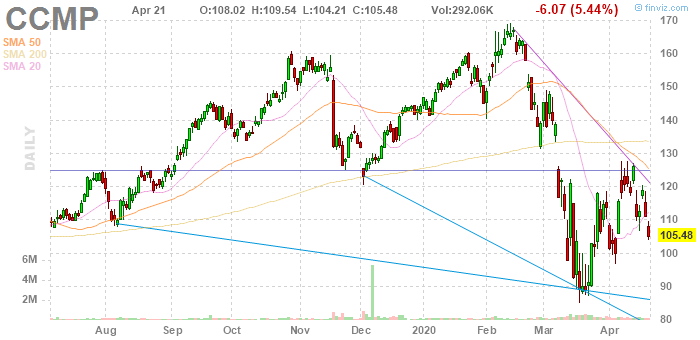 CCMP
Apr 21 O:108.02 H:109.54 L:104.21 C:105.48 Vol:292.06K -6.07 (5.44%)
© finviz.com
SMA 50
SMA 200
SMA 20
DAILY
170
160
150
140
130
120
110
105.48
100
90
80
6M
4M
2M
Aug Sep Oct Nov Dec 2020 Feb Mar Apr